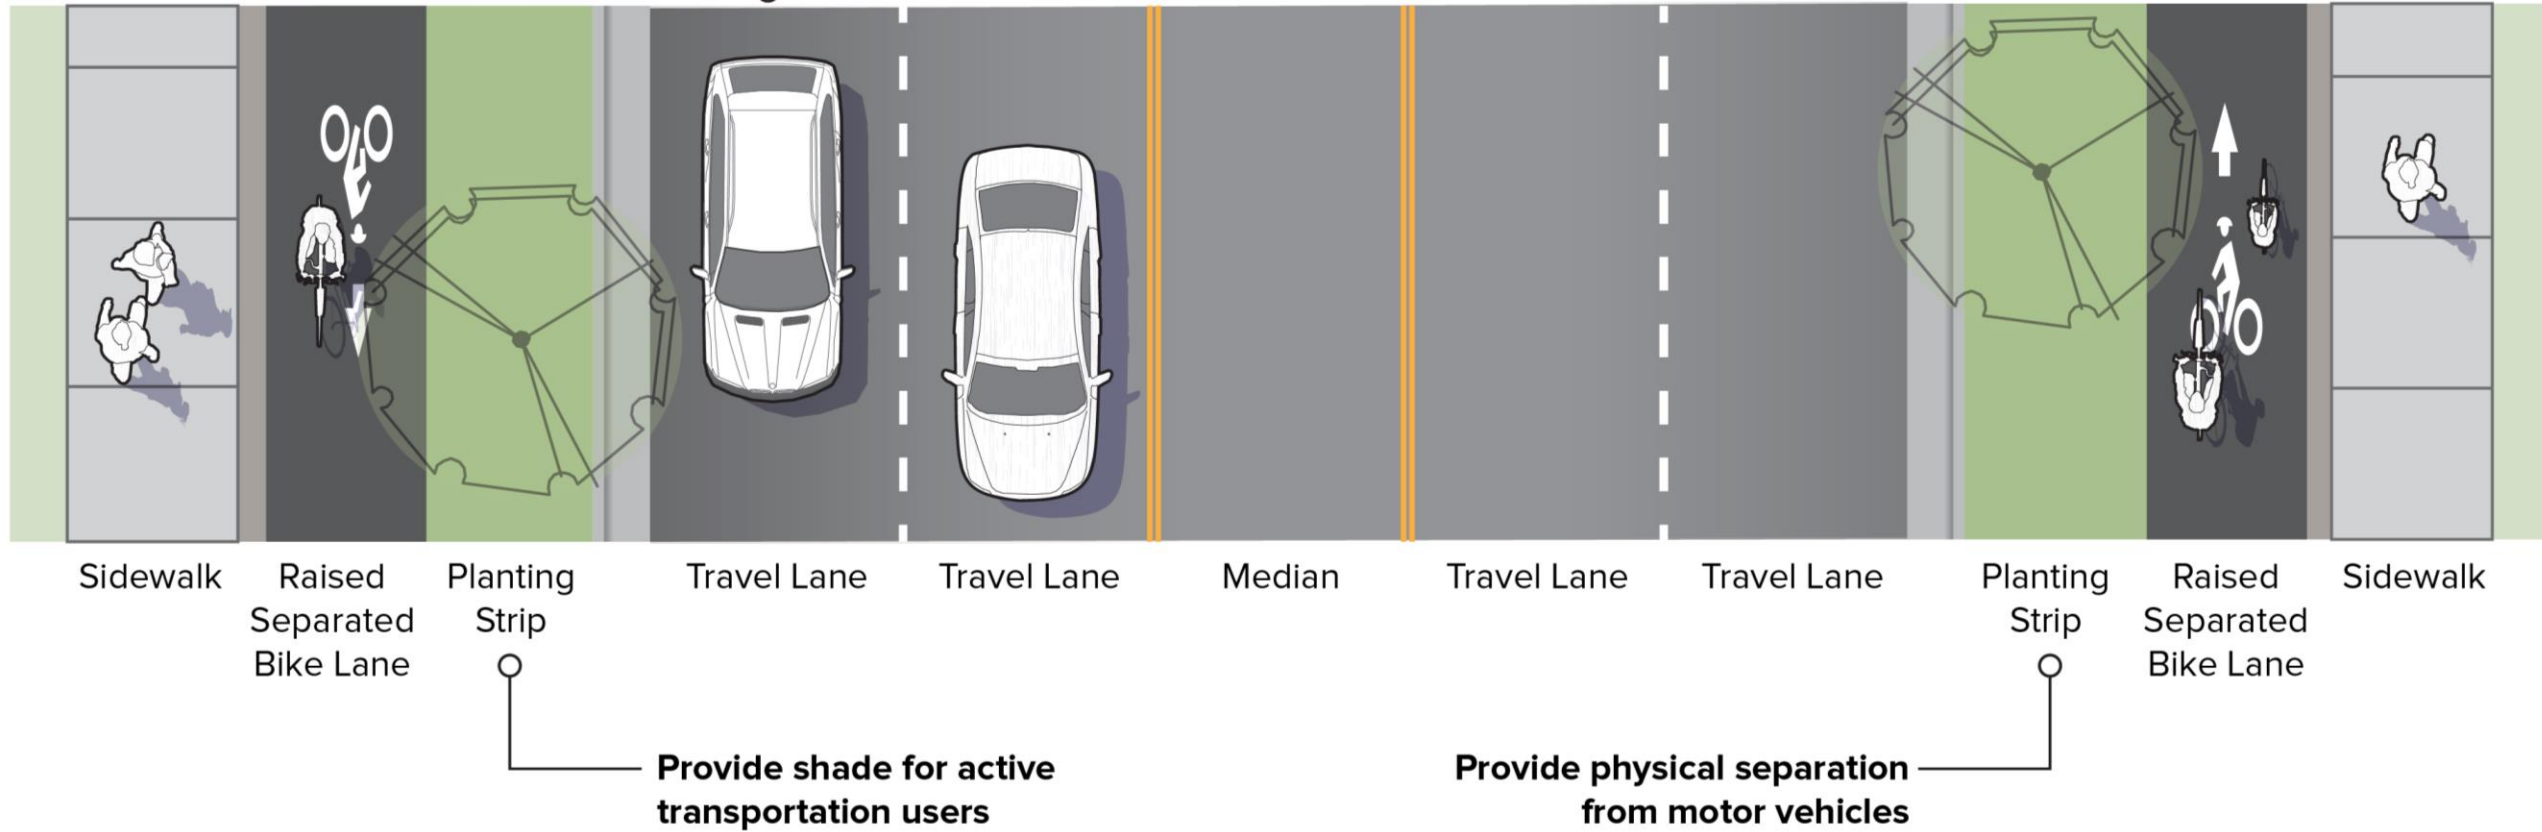 Sidewalk
Raised
Separated
Bike Lane
Planting
Strip
Travel Lane
Travel Lane
Median
Travel Lane
Travel Lane
Planting
Strip
Raised
Separated
Bike Lane
Sidewalk
Provide shade for active
transportation users
Provide physical separation
from motor vehicles